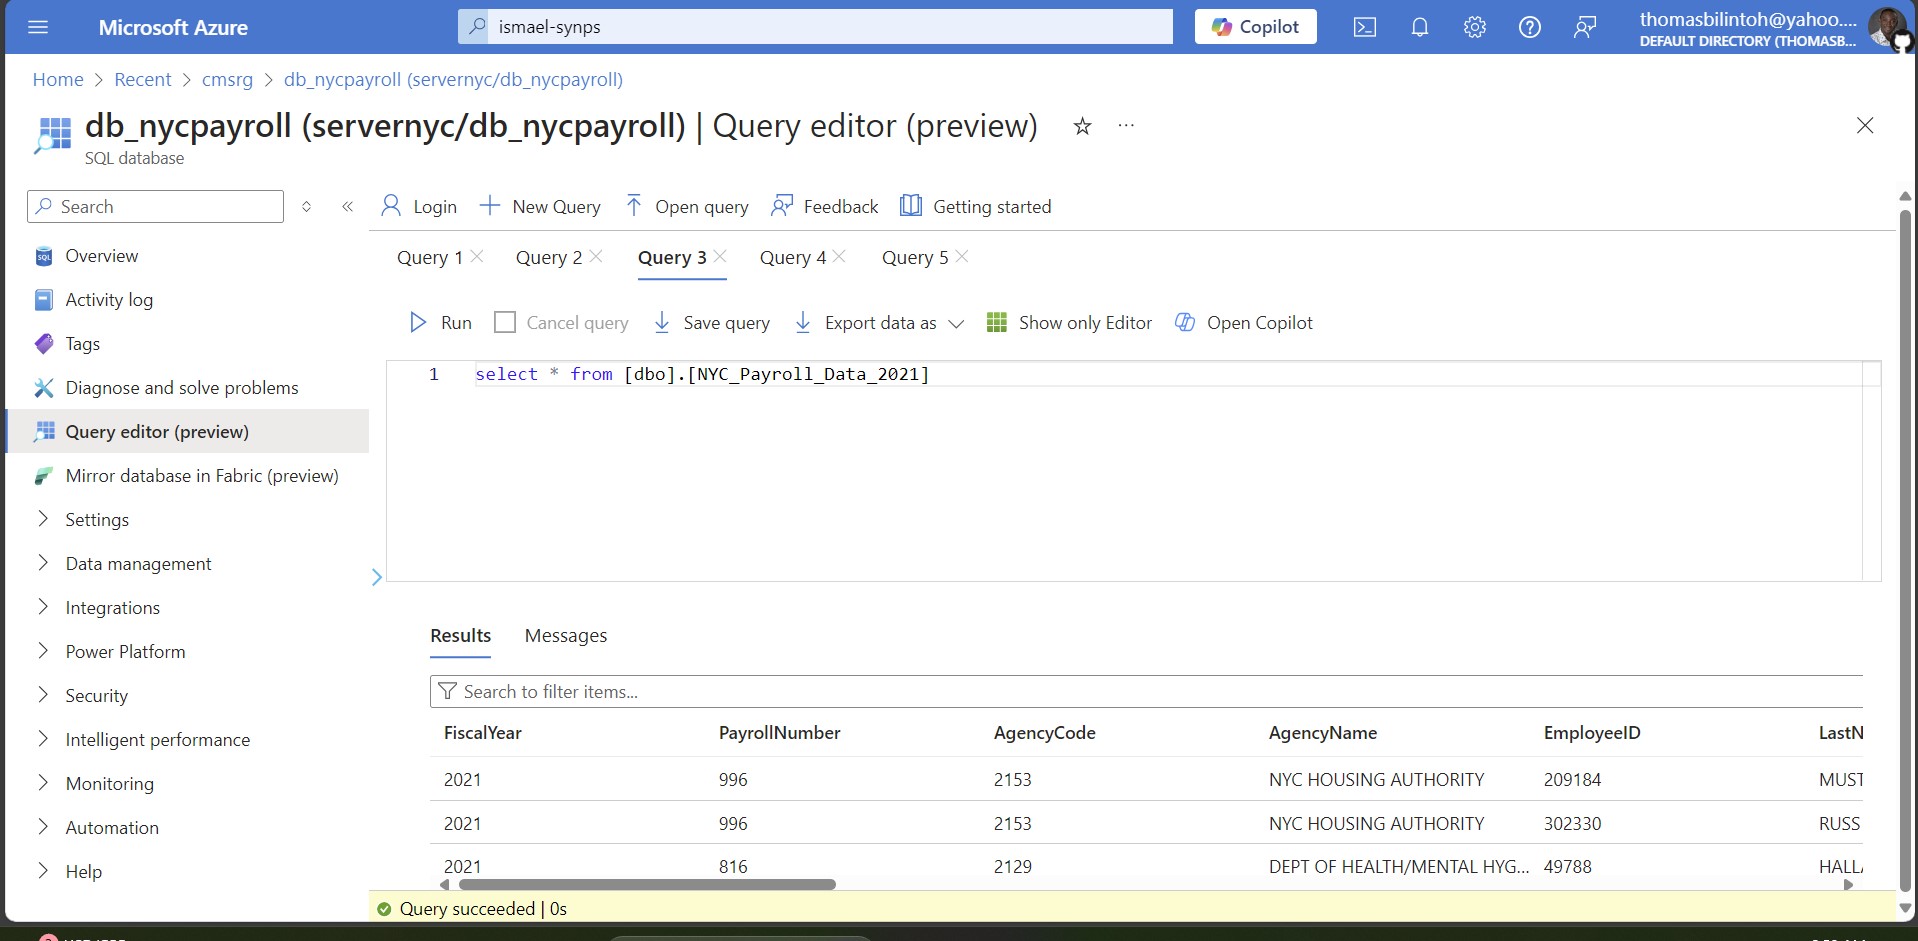 Microsoft Azure
ismael-synps
Copilot
thomasbilintoh@yahoo....
DEFAULT DIRECTORY (THOMASB...
Home > Recent > cmsrg > db_nycpayroll (servernyc/db_nycpayroll)
db_nycpayroll (servernyc/db_nycpayroll) | Query editor (preview)
SQL database
Search
Login
New Query
Open query
Feedback
Getting started
Overview
Activity log
Tags
Diagnose and solve problems
Query editor (preview)
Mirror database in Fabric (preview)
Settings
Data management
Integrations
Power Platform
Security
Intelligent performance
Monitoring
Automation
Help
Query 1
Query 2
Query 3
Query 4
Query 5
Run
Cancel query
Save query
Export data as
Show only Editor
Open Copilot
1 select * from [dbo].[NYC_Payroll_Data_2021]
Results
Messages
Search to filter items...
FiscalYear PayrollNumber AgencyCode AgencyName EmployeeID LastN
2021 996 2153 NYC HOUSING AUTHORITY 209184 MUST
2021 996 2153 NYC HOUSING AUTHORITY 302330 RUSS
2021 816 2129 DEPT OF HEALTH/MENTAL HYG... 49788 HALL
Query succeeded | 0s